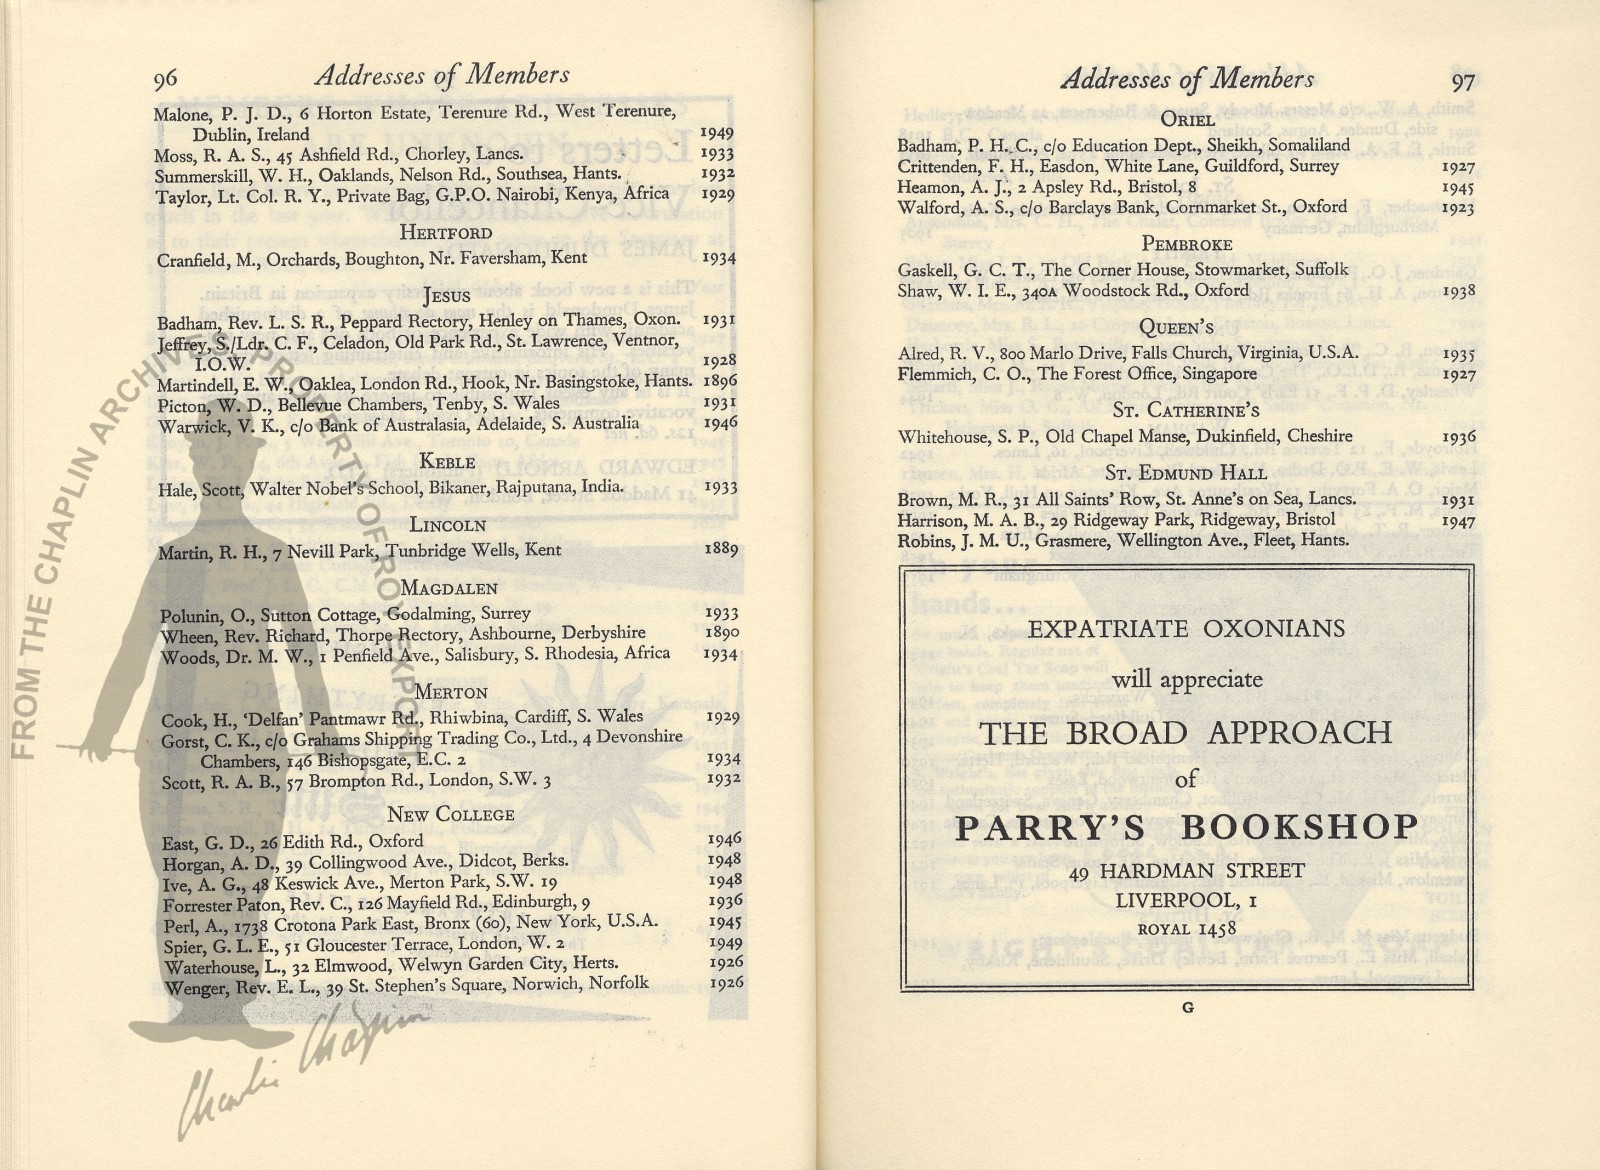 96
Addresses of Members
Malone, P. J. D., 6 Horton Estate, Terenure Rd., West Terenure,
Dublin, Ireland 1949
Moss, R. A. S., 45 Ashfield Rd., Chorley, Lancs. 1933
Summerskill, W. H., Oaklands, Nelson Rd., Southsea, Hants. 1932
Taylor, Lt. Col. R. Y., Private Bag, G.P.O. Nairobi, Kenya, Africa 1929
HERTFORD
Cranfield, M., Orchards, Boughton, Nr. Faversham, Kent 1934
JESUS
Badham, Rev. L. S. R., Peppard Rectory, Henley on Thames, Oxon. 1931
Jeffrey, S./Ldr. C. F., Celadon, Old Park Rd., St. Lawrence, Ventnor,
I.O.W. 1928
Martindell, E. W., Oaklea, London Rd., Hook, Nr. Basingstoke, Hants. 1896
Picton, W. D., Bellevue Chambers, Tenby, S. Wales 1931
Warwick, V. K., c/o Bank of Australasia, Adelaide, S. Australia 1946
KEBLE
Hale, Scott, Walter Nobel's School, Bikaner, Rajputana, India. 1933
LINCOLN
Martin, R. H., 7 Nevill Park, Tunbridge Wells, Kent 1889
MAGDALEN
Polunin, O., Sutton Cottage, Godalming, Surrey 1933
Wheen, Rev. Richard, Thorpe Rectory, Ashbourne, Derbyshire 1890
Woods, Dr. M. W., 1 Penfield Ave., Salisbury, S. Rhodesia, Africa 1934
MERTON
Cook, H., 'Delfan' Pantmawr Rd., Rhiwbina, Cardiff, S. Wales 1929
Gorst, C. K., c/o Grahams Shipping Trading Co., Ltd., 4 Devonshire
Chambers, 146 Bishopsgate, E.C. 2 1934
Scott, R. A. B., 57 Brompton Rd., London, S.W. 3 1932
NEW COLLEGE
East, G. D., 26 Edith Rd., Oxford 1946
Horgan, A. D., 39 Collingwood Ave., Didcot, Berks. 1948
Ive, A. G., 48 Keswick Ave., Merton Park, S.W. 19 1948
Forrester Paton, Rev. C., 126 Mayfield Rd., Edinburgh, 9 1936
Perl, A., 1738 Crotona Park East, Bronx (60), New York, U.S.A. 1945
Spier, G. L. E., 51 Gloucester Terrace, London, W. 2 1949
Waterhouse, L., 32 Elmwood, Welwyn Garden City, Herts. 1926
Wenger, Rev. E. L., 39 St. Stephen's Square, Norwich, Norfolk 1926
FROM THE CHAPLIN ARCHIVES. PROPERTY OF ROY EXPORT
Charlie Chaplin
Addresses of Members
97
ORIEL
Badham, P. H. C., c/o Education Dept., Sheikh, Somaliland
Crittenden, F. H., Easdon, White Lane, Guildford, Surrey 1927
Heamon, A. J., 2 Apsley Rd., Bristol, 8 1945
Walford, A. S., c/o Barclays Bank, Cornmarket St., Oxford 1923
PEMBROKE
Gaskell, G. C. T., The Corner House, Stowmarket, Suffolk
Shaw, W. I. E., 340A Woodstock Rd., Oxford 1938
QUEEN'S
Alred, R. V., 800 Marlo Drive, Falls Church, Virginia, U.S.A. 1935
Flemmich, C. O., The Forest Office, Singapore 1927
ST. CATHERINE'S
Whitehouse, S. P., Old Chapel Manse, Dukinfield, Cheshire 1936
ST. EDMUND HALL
Brown, M. R., 31 All Saints' Row, St. Anne's on Sea, Lancs. 1931
Harrison, M. A. B., 29 Ridgeway Park, Ridgeway, Bristol 1947
Robins, J. M. U., Grasmere, Wellington Ave., Fleet, Hants.
EXPATRIATE OXONIANS
will appreciate
THE BROAD APPROACH
of
PARRY'S BOOKSHOP
49 HARDMAN STREET
LIVERPOOL, 1
ROYAL 1458
G